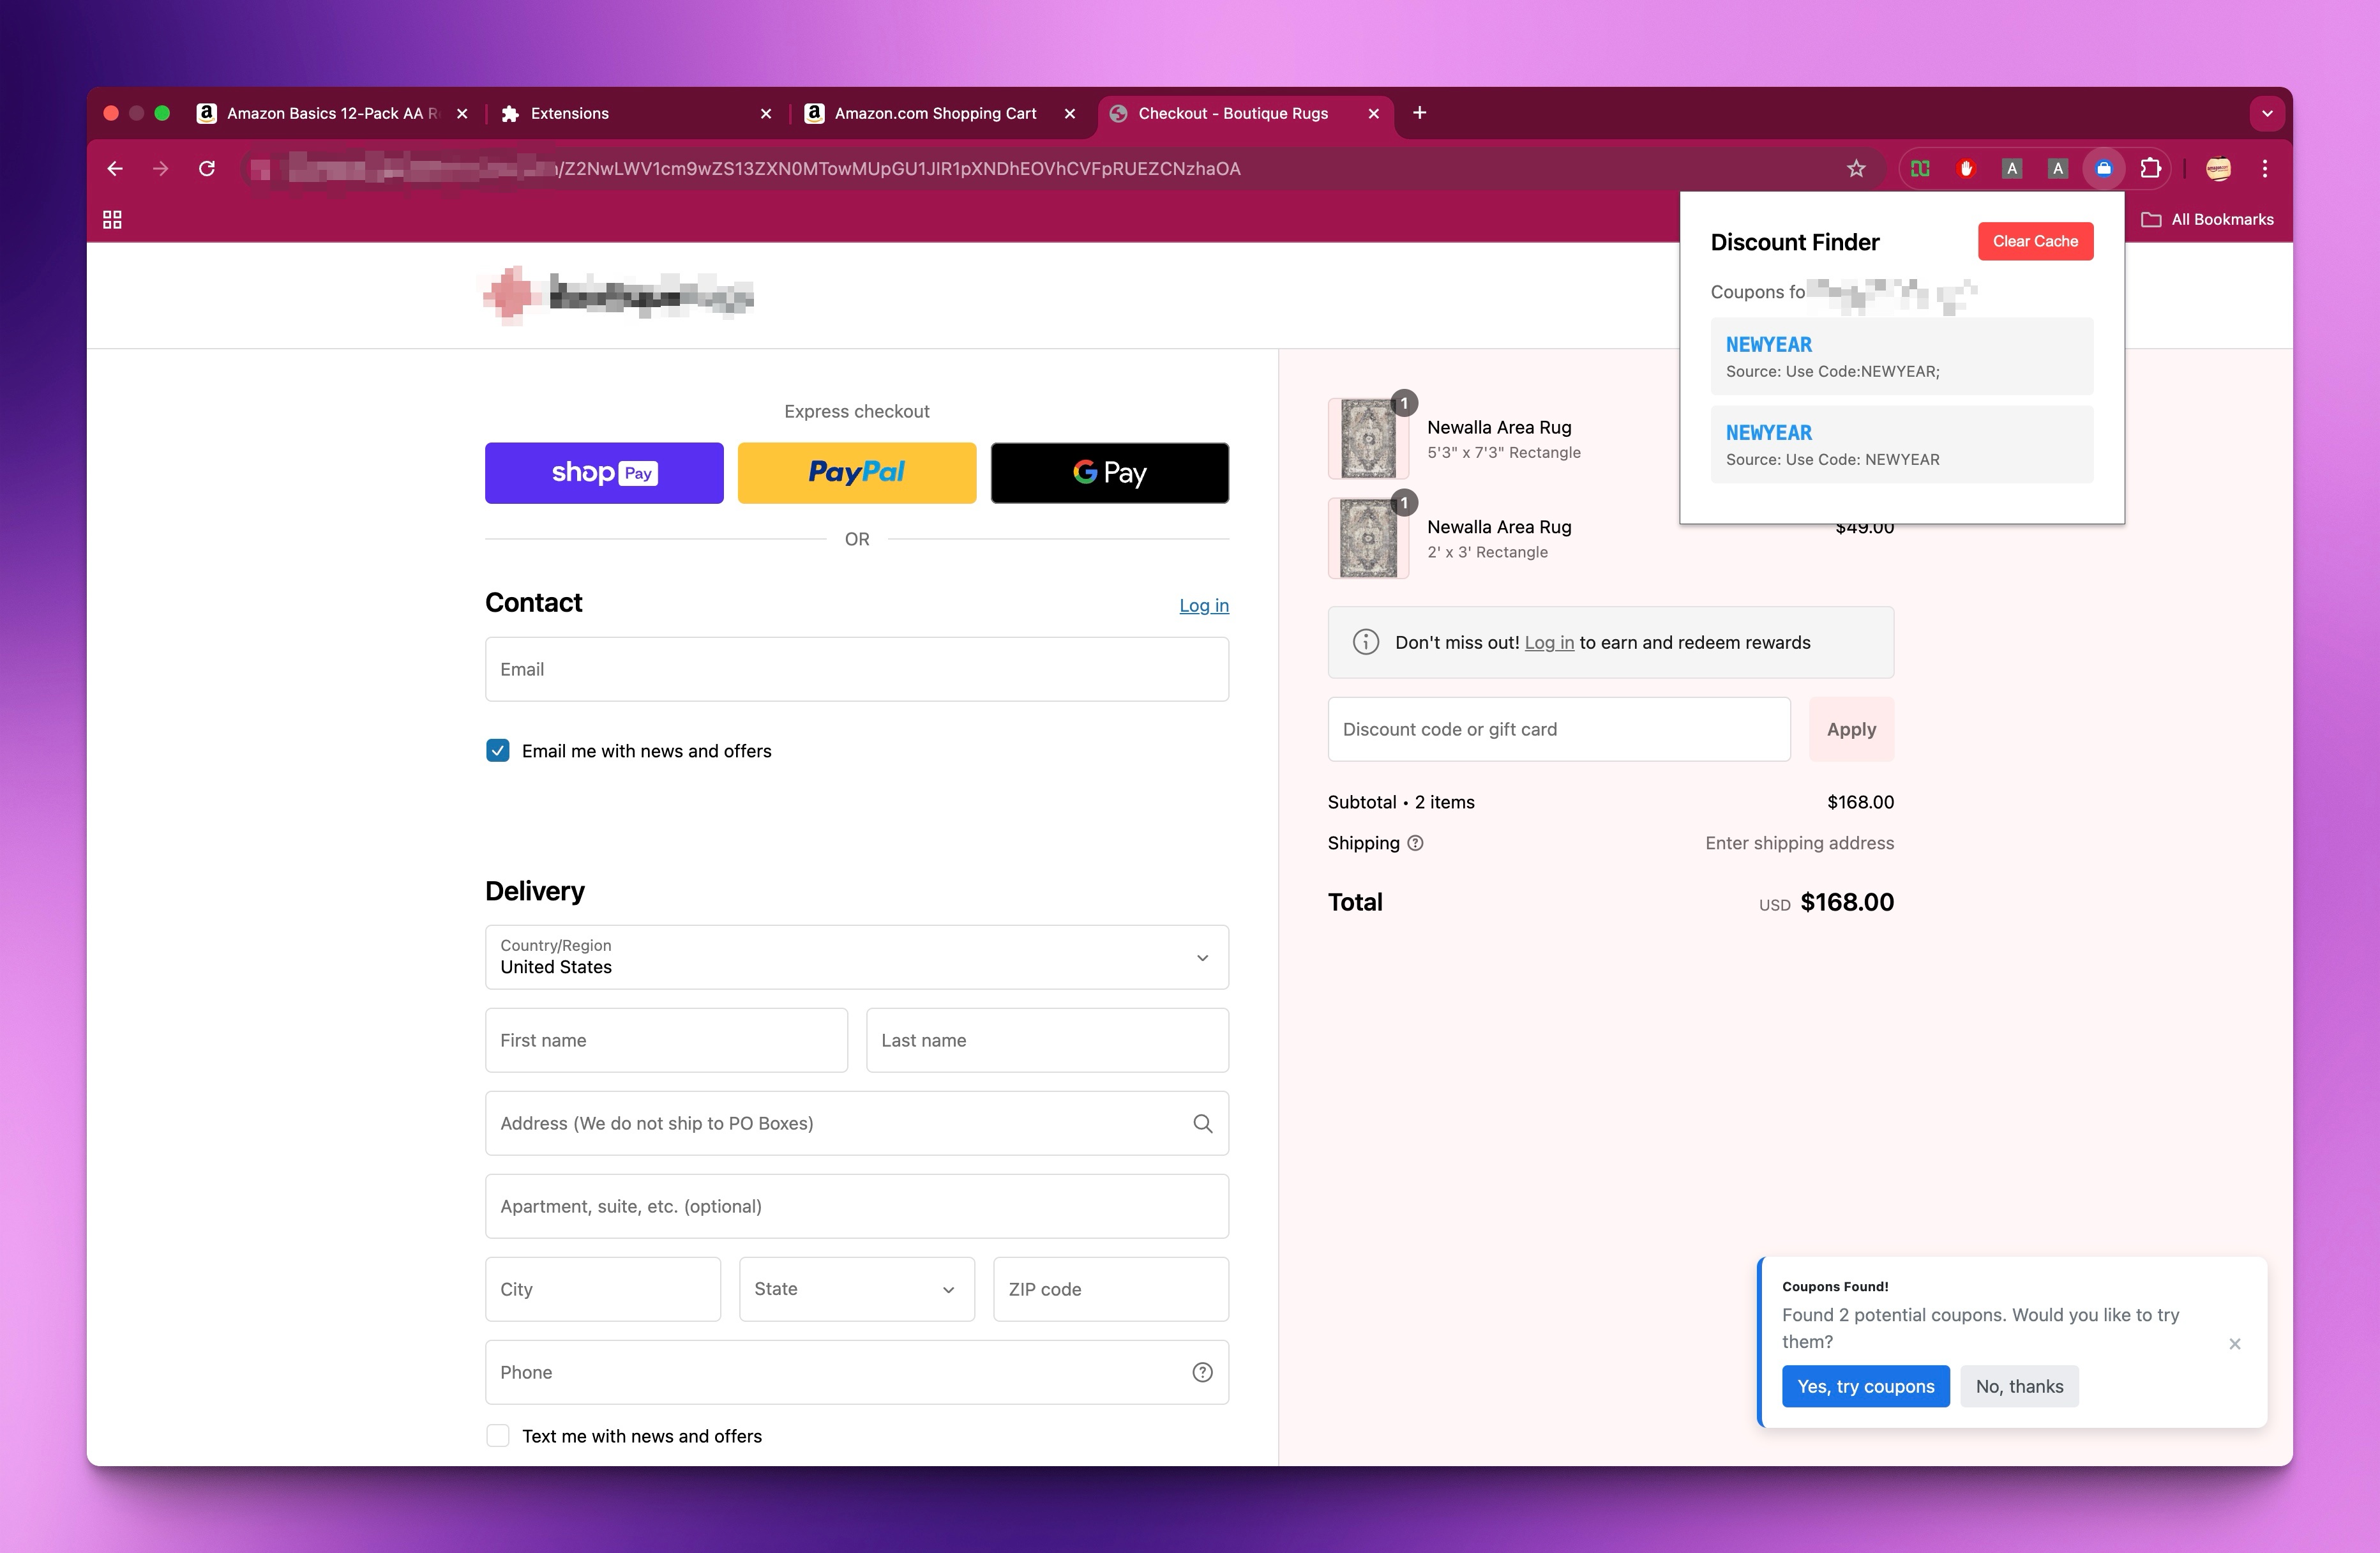 Amazon Basics 12-Pack AA R
Extensions
Amazon.com Shopping Cart
Checkout - Boutique Rugs
/Z2NwLWV1cm9wZS13ZXN0MTowMUpGU1JIR1pXNDhEOVhCVFpRUEZCNzhaOA
All Bookmarks
Discount Finder
Clear Cache
Coupons fo
NEWYEAR
Source: Use Code:NEWYEAR;
NEWYEAR
Source: Use Code: NEWYEAR
Express checkout
shop Pay
PayPal
G Pay
OR
Contact
Log in
Email
Email me with news and offers
Delivery
Country/Region
United States
First name
Last name
Address (We do not ship to PO Boxes)
Apartment, suite, etc. (optional)
City
State
ZIP code
Phone
Text me with news and offers
1
Newalla Area Rug
5'3" x 7'3" Rectangle
1
Newalla Area Rug
2' x 3' Rectangle
$49.00
Don't miss out! Log in to earn and redeem rewards
Discount code or gift card
Apply
Subtotal • 2 items
$168.00
Shipping
Enter shipping address
Total
USD $168.00
Coupons Found!
Found 2 potential coupons. Would you like to try
them?
Yes, try coupons
No, thanks